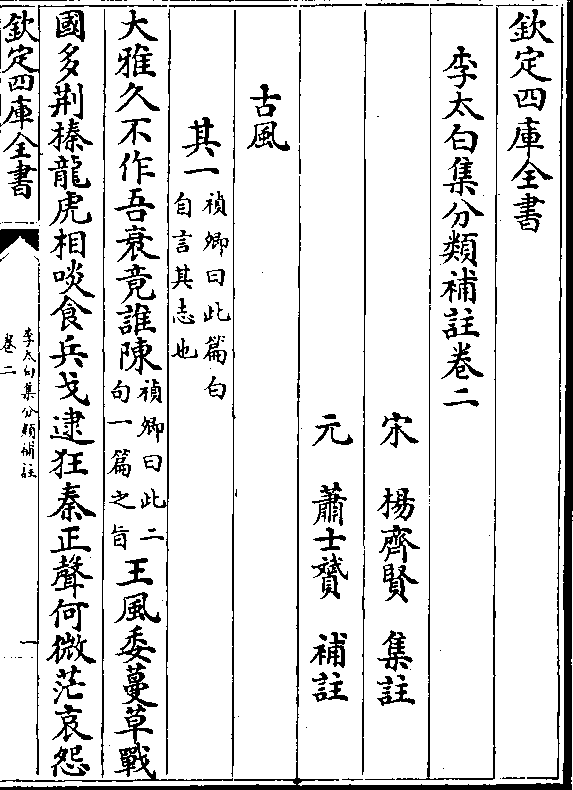 欽定四庫全書
李太白集分類補註卷二
宋 楊齊賢 集註
元 蕭士贇 補註
古風
其一 禎卿曰此篇白
自言其志也
大雅久不作吾衰竟誰陳 禎卿曰此二
句一篇之旨 王風委蔓草戰
國多荆榛龍虎相啖食兵戈逮狂秦正聲何微茫哀怨
欽定四庫全書
李太白集分類補註
卷二
一